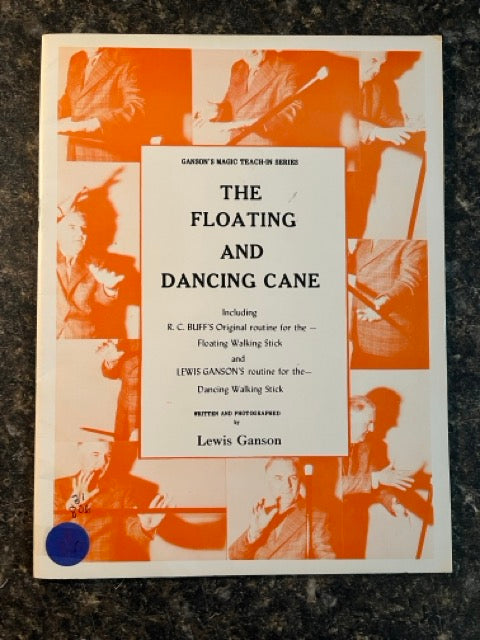 GANSON'S MAGIC TEACH-IN SERIES
THE
FLOATING
AND
DANCING CANE
Including
R. C. BUFF'S Original routine for the —
Floating Walking Stick
and
LEWIS GANSON'S routine for the—
Dancing Walking Stick
WRITTEN AND PHOTOGRAPHED
by
Lewis Ganson